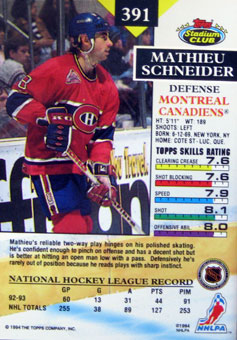 391
Topps
Stadium
CLUB
MATHIEU
SCHNEIDER
DEFENSE
MONTREAL
CANADIENS®
HT: 5'11" WT: 189
SHOOTS: LEFT
BORN: 6-12-69, NEW YORK, NY
HOME: COTE ST.-LUC, QUE.
TOPPS SKILLS RATING
CLEARING CREASE 7.6
SHOT BLOCKING 7.6
SPEED 7.9
SHOT 8.1
OFFENSIVE ABIL. 8.0
Mathieu's reliable two-way play hinges on his polished skating.
He's confident enough to pinch on offense and has a decent shot but
is better at hitting an open man low with a pass. Defensively he's
rarely out of position because he reads plays with sharp instinct.
NATIONAL HOCKEY LEAGUE RECORD
GP G A PTS PIM
92-93 60 13 31 44 91
NHL TOTALS 255 38 89 127 253
© 1994 THE TOPPS COMPANY, INC.
©1994
NHLPA
NHLPA